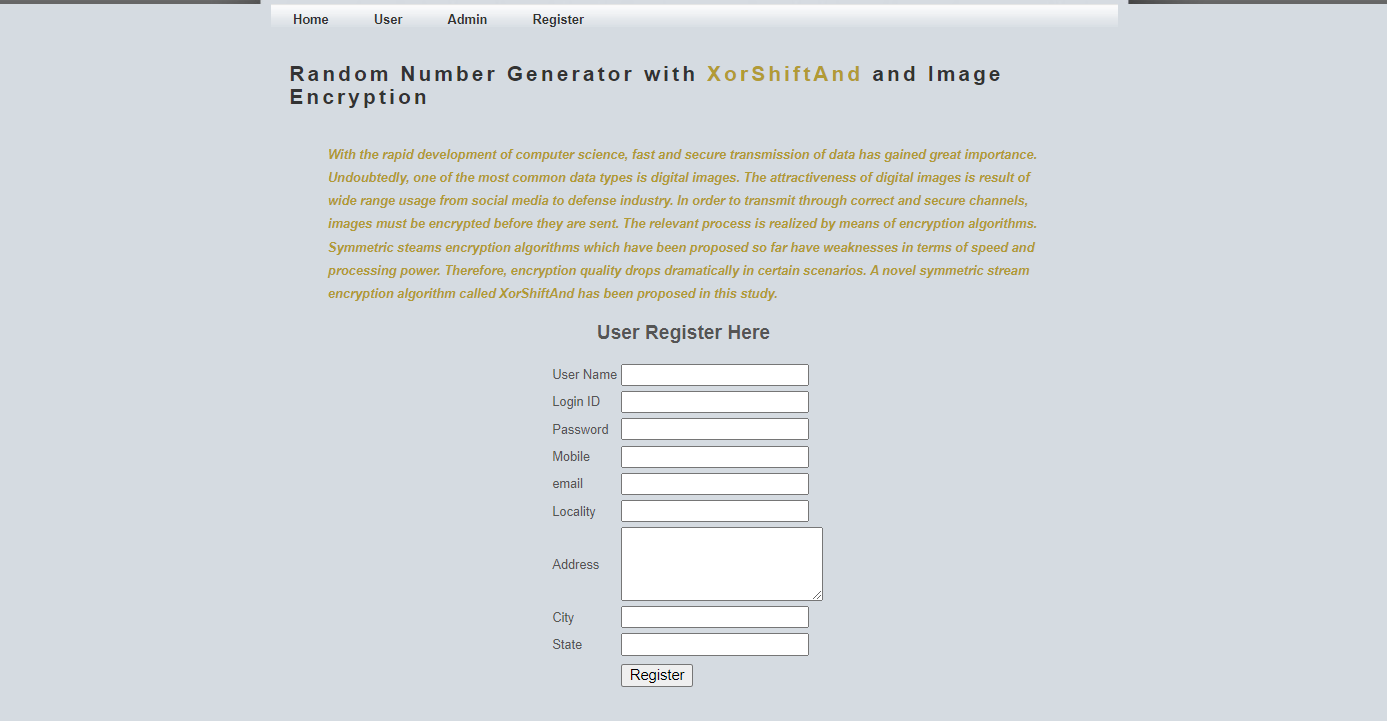 Home User Admin Register
Random Number Generator with XorShiftAnd and Image
Encryption
With the rapid development of computer science, fast and secure transmission of data has gained great importance.
Undoubtedly, one of the most common data types is digital images. The attractiveness of digital images is result of
wide range usage from social media to defense industry. In order to transmit through correct and secure channels,
images must be encrypted before they are sent. The relevant process is realized by means of encryption algorithms.
Symmetric steams encryption algorithms which have been proposed so far have weaknesses in terms of speed and
processing power. Therefore, encryption quality drops dramatically in certain scenarios. A novel symmetric stream
encryption algorithm called XorShiftAnd has been proposed in this study.
User Register Here
User Name
Login ID
Password
Mobile
email
Locality
Address
City
State
Register